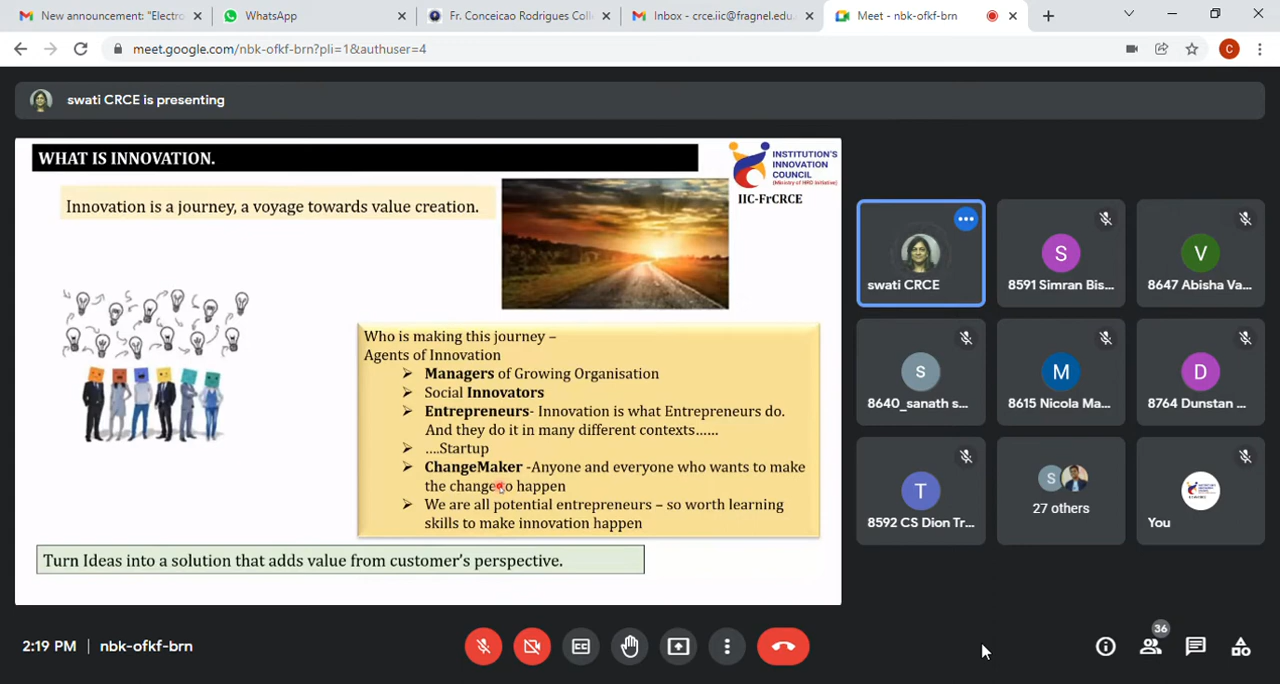 New announcement: "Electro
WhatsApp
Fr. Conceicao Rodrigues Coll
Inbox - crce.iic@fragnel.edu.
Meet - nbk-ofkf-brn
meet.google.com/nbk-ofkf-brn?pli=1&authuser=4
C
swati CRCE is presenting
WHAT IS INNOVATION.
INSTITUTION'S
INNOVATION
COUNCIL
(Ministry of HRD Initiative)
IIC-FrCRCE
Innovation is a journey, a voyage towards value creation.
Who is making this journey –
Agents of Innovation
Managers of Growing Organisation
Social Innovators
Entrepreneurs- Innovation is what Entrepreneurs do.
And they do it in many different contexts……
….Startup
ChangeMaker -Anyone and everyone who wants to make
the change to happen
We are all potential entrepreneurs – so worth learning
skills to make innovation happen
Turn Ideas into a solution that adds value from customer's perspective.
swati CRCE
S
8591 Simran Bis...
V
8647 Abisha Va...
s
8640_sanath s...
M
8615 Nicola Ma...
D
8764 Dunstan ...
T
8592 CS Dion Tr...
S
27 others
You
2:19 PM | nbk-ofkf-brn
CC
36